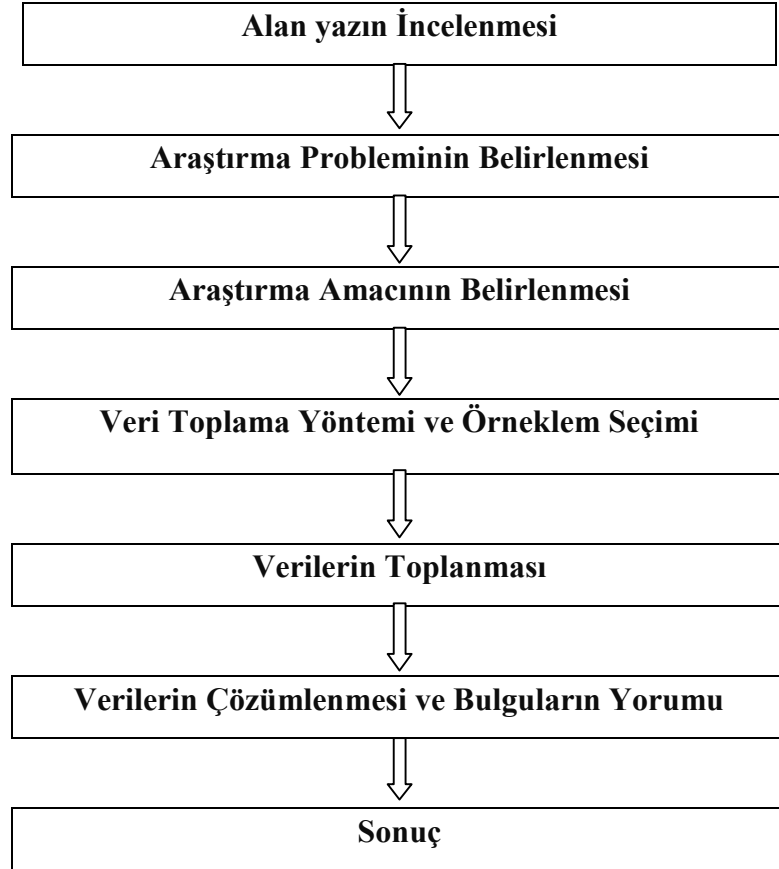 Alan yazın İncelenmesi
Araştırma Probleminin Belirlenmesi
Araştırma Amacının Belirlenmesi
Veri Toplama Yöntemi ve Örneklem Seçimi
Verilerin Toplanması
Verilerin Çözümlenmesi ve Bulguların Yorumu
Sonuç